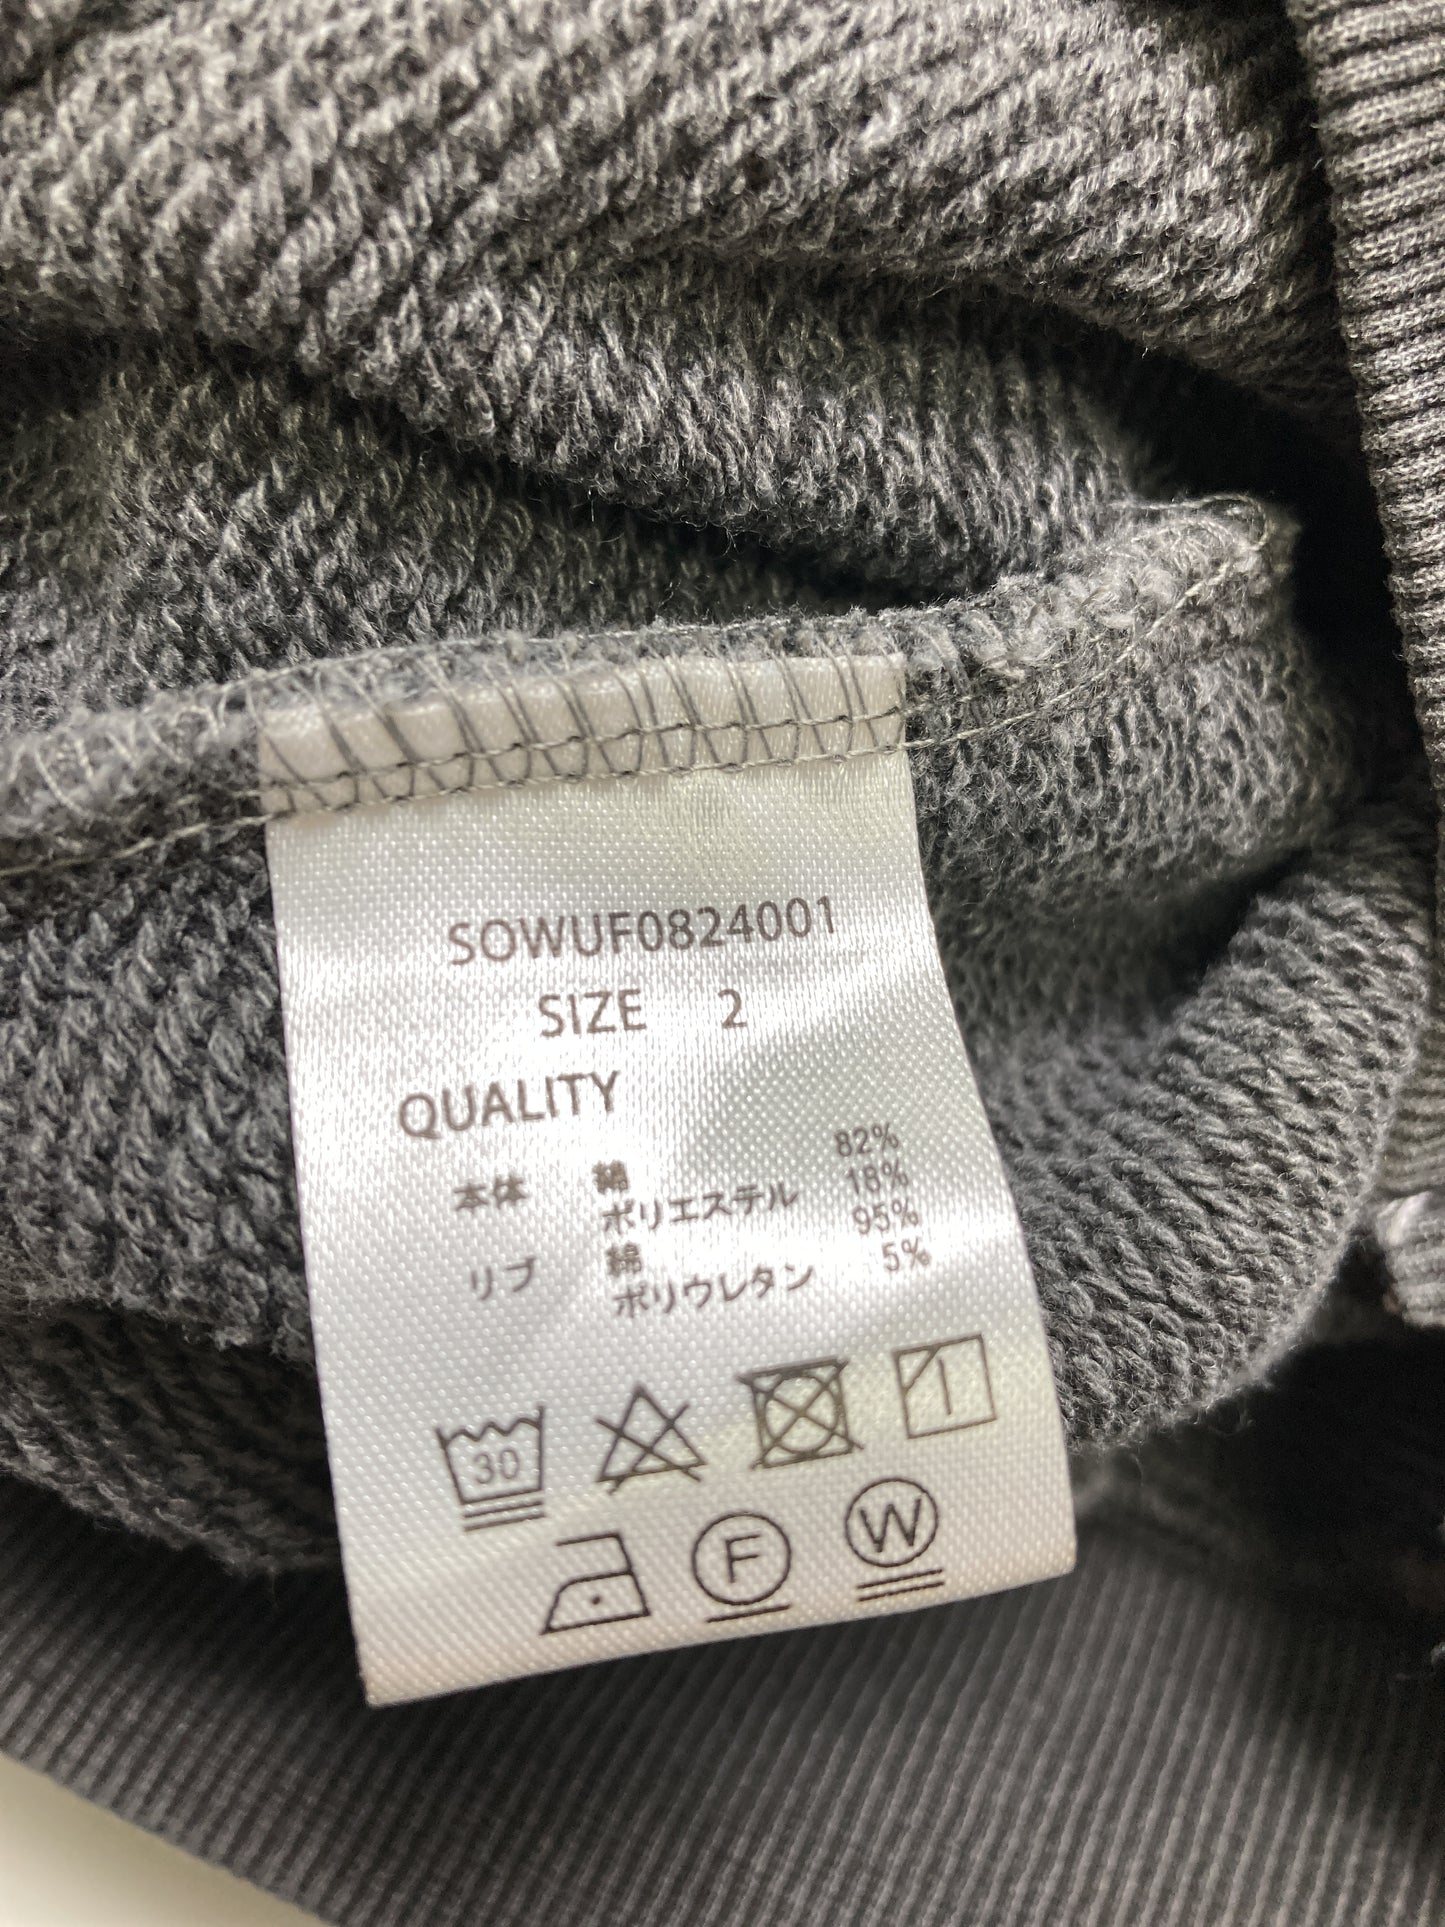 SOWUF0824001
SIZE 2
QUALITY
本体 綿 82%
ポリエステル 18%
リブ 綿 95%
ポリウレタン 5%
30
F W